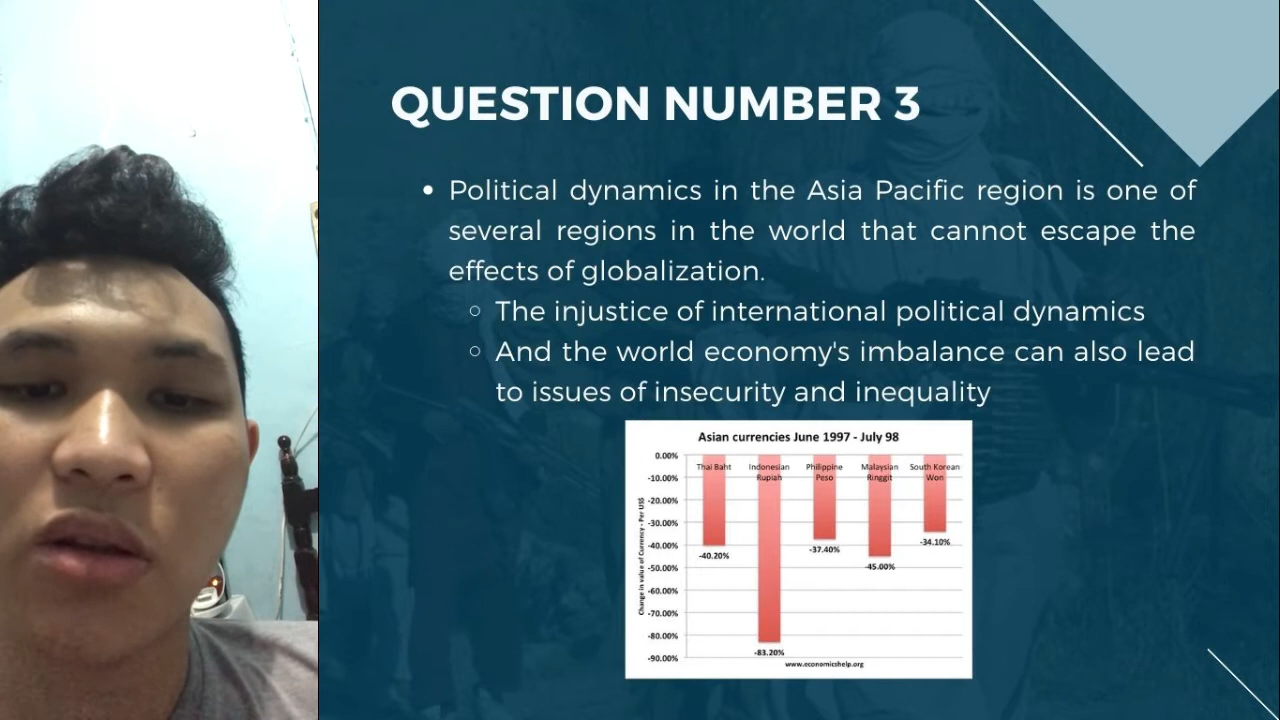 QUESTION NUMBER 3
Political dynamics in the Asia Pacific region is one of
several regions in the world that cannot escape the
effects of globalization.
The injustice of international political dynamics
And the world economy's imbalance can also lead
to issues of insecurity and inequality
Asian currencies June 1997 - July 98
Change in value of Currency - Per US$
0.00%
-10.00%
-20.00%
-30.00%
-40.00%
-50.00%
-60.00%
-70.00%
-80.00%
-90.00%
Thai Baht
Indonesian
Rupiah
Philippine
Peso
Malaysian
Ringgit
South Korean
Won
-40.20%
-83.20%
-37.40%
-45.00%
-34.10%
www.economicshelp.org